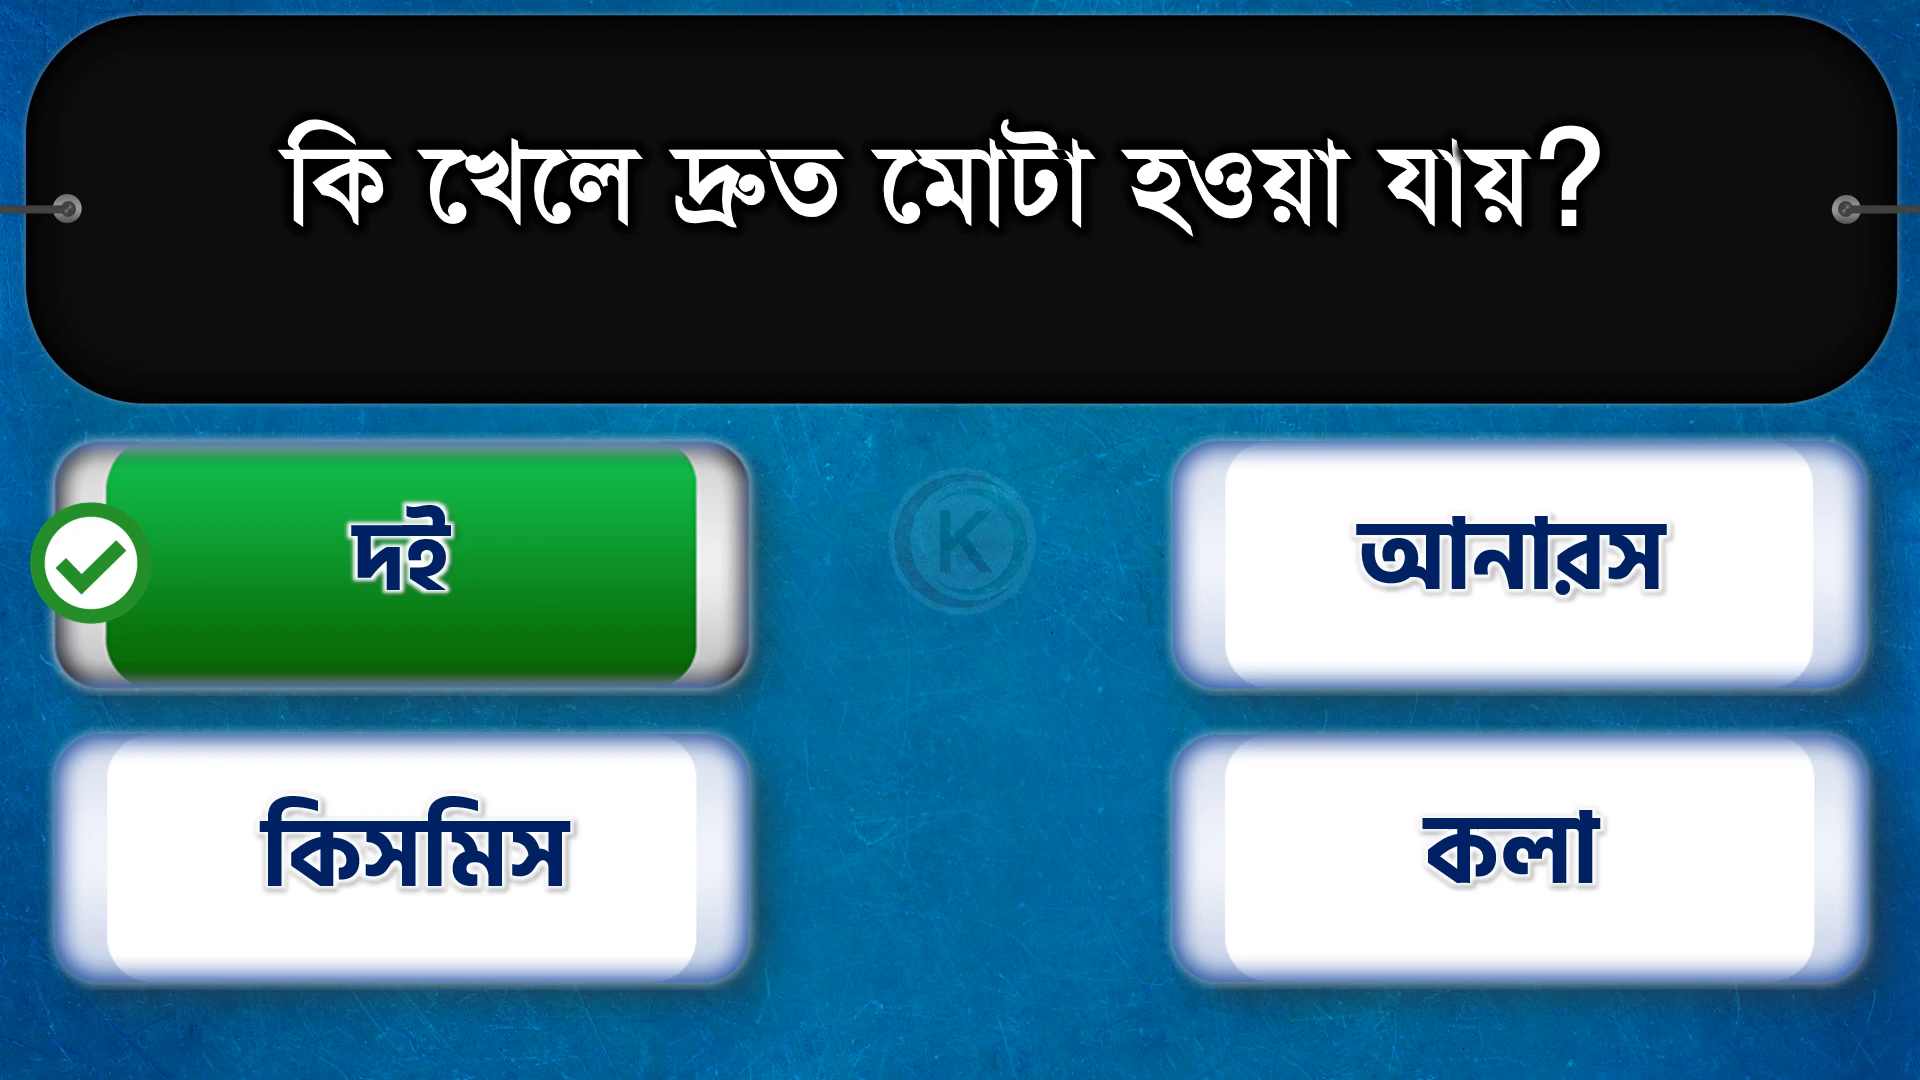 কি খেলে দ্রুত মোটা হওয়া যায়?
দই
আনারস
K
কিসমিস
কলা